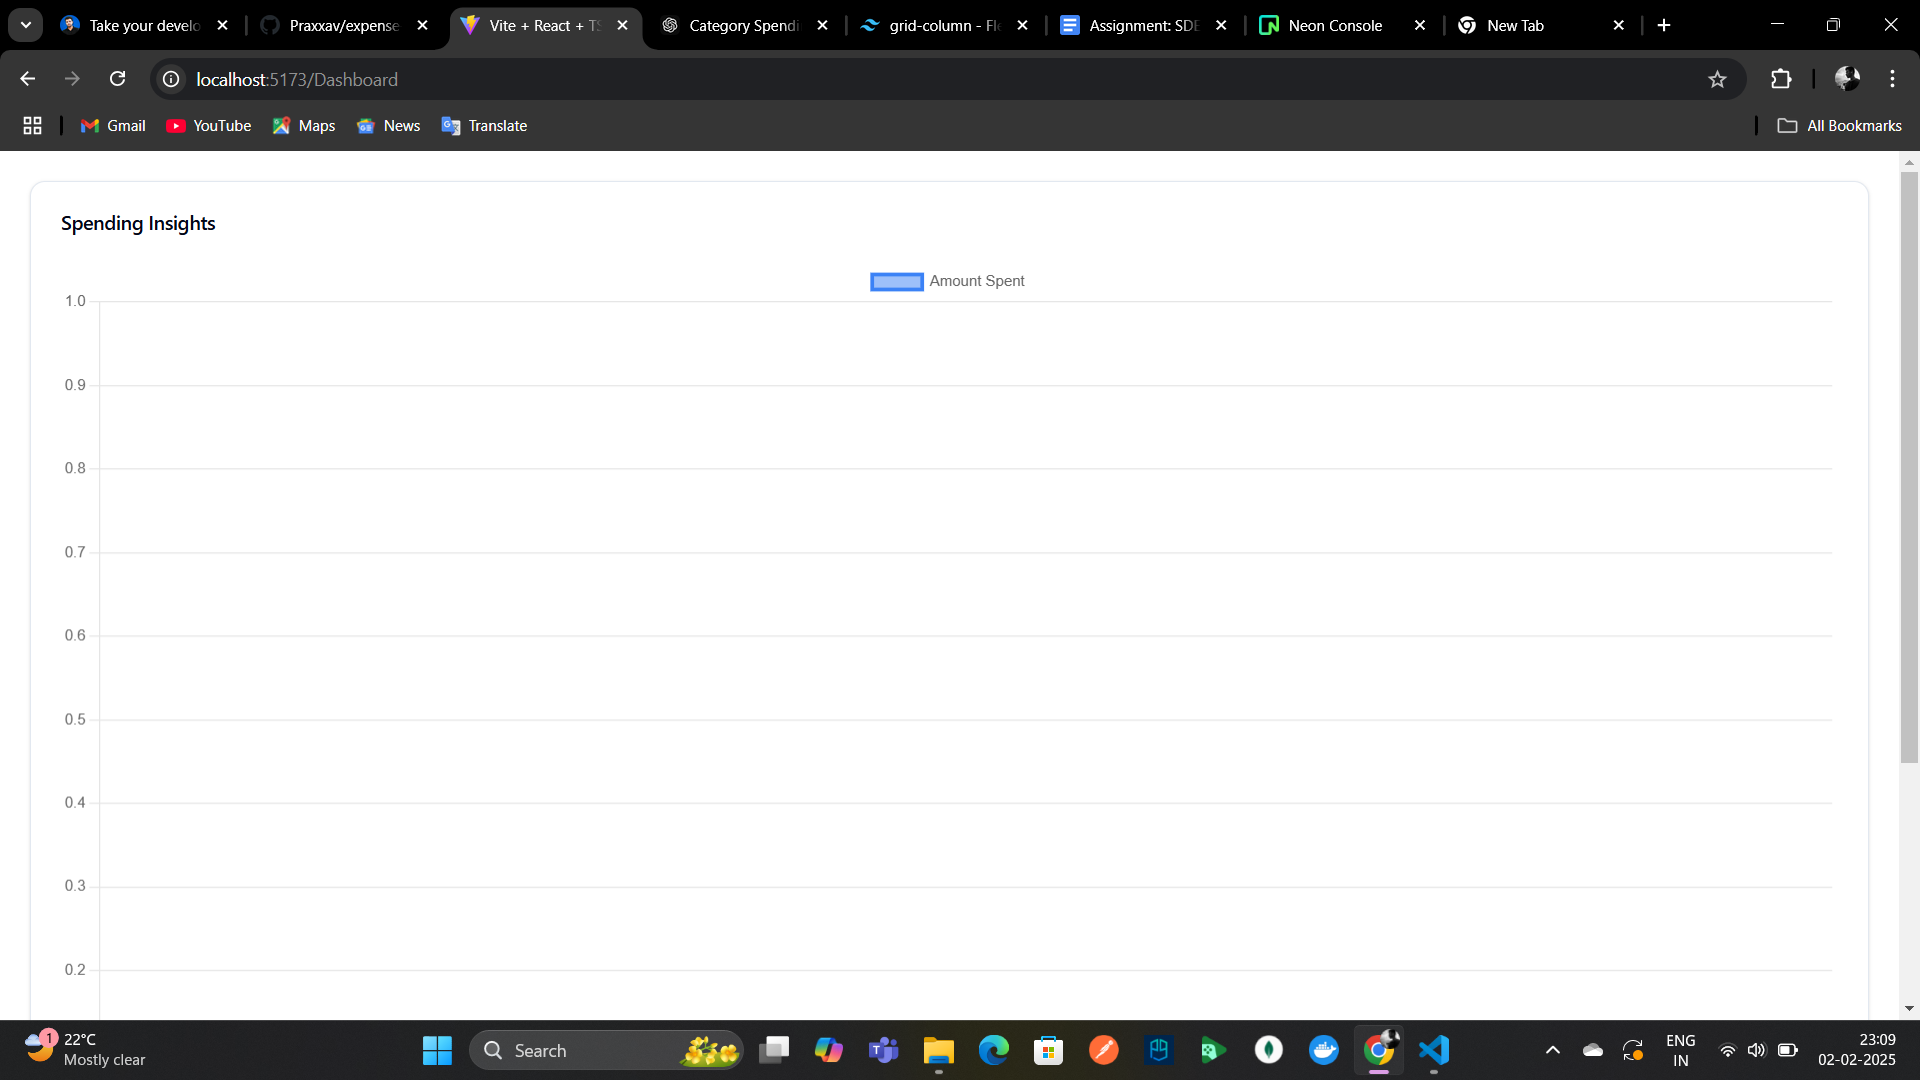 Take your develo
Praxxav/expense
Vite + React + TS
Category Spendi
grid-column - Fle
Assignment: SDE
Neon Console
New Tab
localhost:5173/Dashboard
Gmail
YouTube
Maps
News
Translate
All Bookmarks
Spending Insights
Amount Spent
1.0
0.9
0.8
0.7
0.6
0.5
0.4
0.3
0.2
1
22°C
Mostly clear
Search
ENG
IN
23:09
02-02-2025